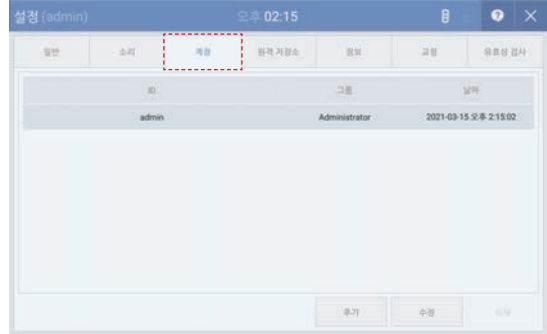 설정 (admin)
오후 02:15
일반
소리
계정
원격 저장소
정보
교정
유효성 검사
ID
그룹
날짜
admin
Administrator
2021-03-15 오후 2:15:02
추가
수정
삭제